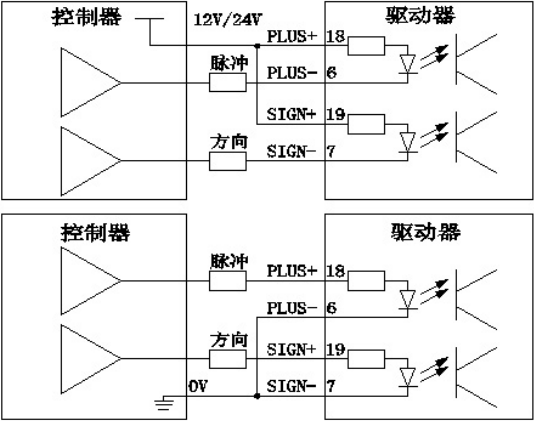 控制器
驱动器
12V/24V
PLUS+ 18
脉冲
PLUS- 6
SIGN+ 19
方向
SIGN- 7
控制器
驱动器
脉冲
PLUS+ 18
PLUS- 6
方向
SIGN+ 19
0V
SIGN- 7